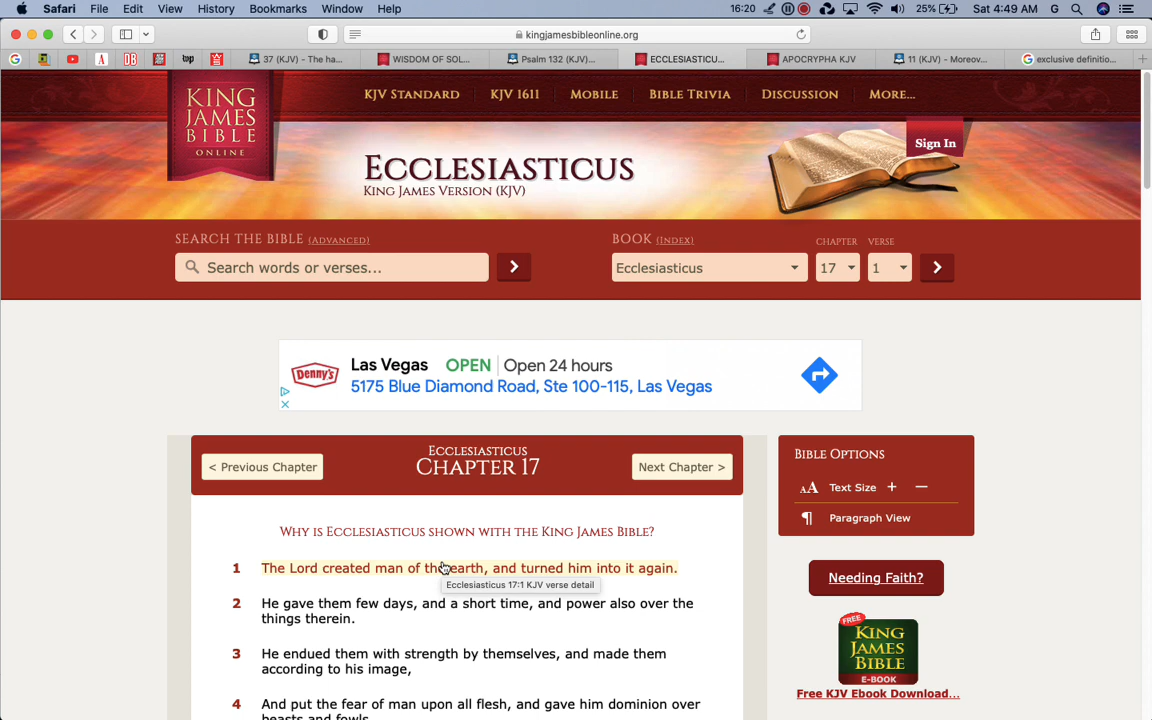 Safari File Edit View History Bookmarks Window Help 16:20 25% Sat 4:49 AM G
kingjamesbibleonline.org
G A DB top 37 (KJV) - The ha... WISDOM OF SOL... Psalm 132 (KJV)... ECCLESIASTICU... APOCRYPHA KJV 11 (KJV) - Moreov... G exclusive definitio... +
KING
JAMES
BIBLE
ONLINE
KJV STANDARD KJV 1611 MOBILE BIBLE TRIVIA DISCUSSION MORE...
Sign In
ECCLESIASTICUS
KING JAMES VERSION (KJV)
SEARCH THE BIBLE (ADVANCED)
Search words or verses...
BOOK (INDEX) CHAPTER VERSE
Ecclesiasticus 17 1
Denny's
Las Vegas OPEN Open 24 hours
5175 Blue Diamond Road, Ste 100-115, Las Vegas
< Previous Chapter
ECCLESIASTICUS
CHAPTER 17
Next Chapter >
WHY IS ECCLESIASTICUS SHOWN WITH THE KING JAMES BIBLE?
1 The Lord created man of the earth, and turned him into it again.
Ecclesiasticus 17:1 KJV verse detail
2 He gave them few days, and a short time, and power also over the
things therein.
3 He endued them with strength by themselves, and made them
according to his image,
4 And put the fear of man upon all flesh, and gave him dominion over
beasts and fowls.
BIBLE OPTIONS
AA Text Size + −
¶ Paragraph View
Needing Faith?
FREE
KING
JAMES
BIBLE
E-BOOK
Free KJV Ebook Download...